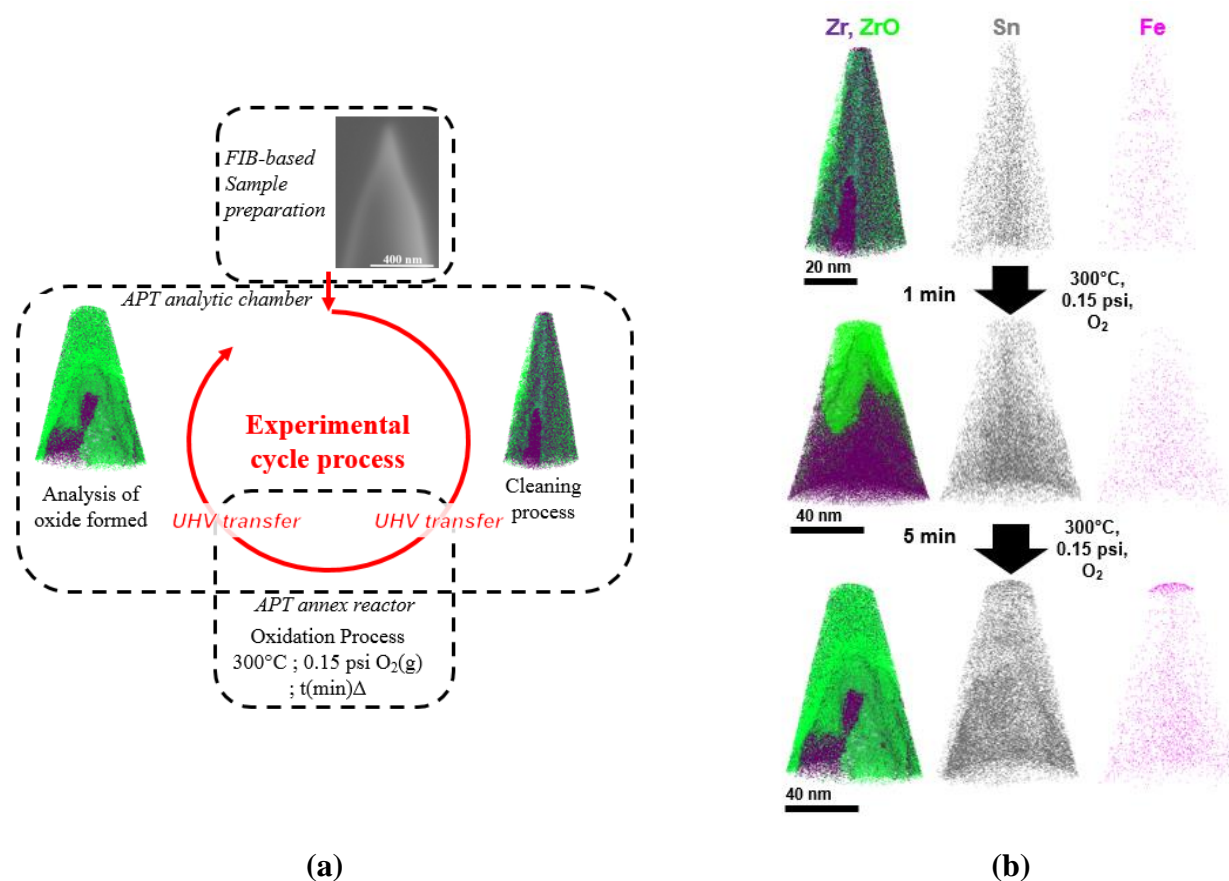 FIB-based
Sample
preparation
400 nm
APT analytic chamber
Experimental
cycle process
Analysis of
oxide formed
Cleaning
process
UHV transfer
UHV transfer
APT annex reactor
Oxidation Process
300°C ; 0.15 psi O₂(g)
; t(min)Δ
(a)
Zr, ZrO
Sn
Fe
20 nm
1 min
300°C,
0.15 psi,
O₂
40 nm
5 min
300°C,
0.15 psi,
O₂
40 nm
(b)